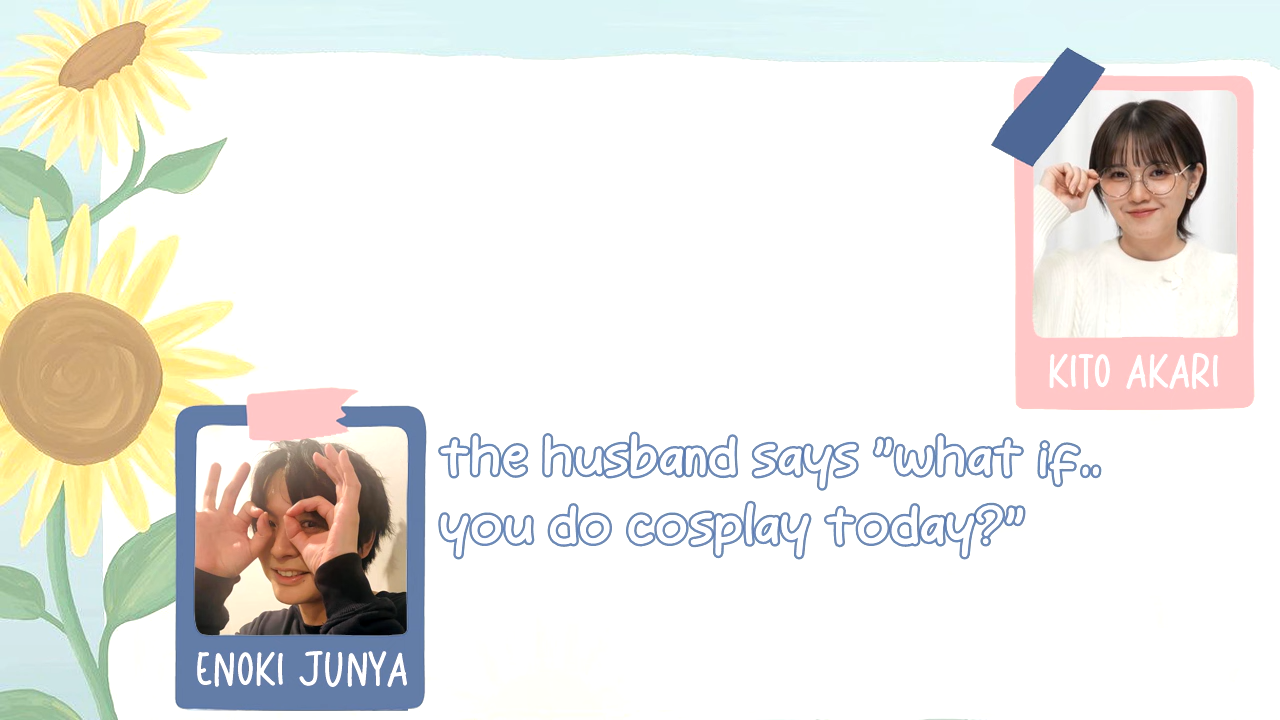 KITO AKARI
the husband says "what if..
you do cosplay today?"
ENOKI JUNYA